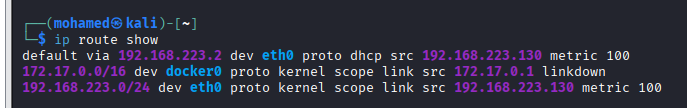 ┌──(mohamed㉿kali)-[~]
└─$ ip route show
default via 192.168.223.2 dev eth0 proto dhcp src 192.168.223.130 metric 100
172.17.0.0/16 dev docker0 proto kernel scope link src 172.17.0.1 linkdown
192.168.223.0/24 dev eth0 proto kernel scope link src 192.168.223.130 metric 100